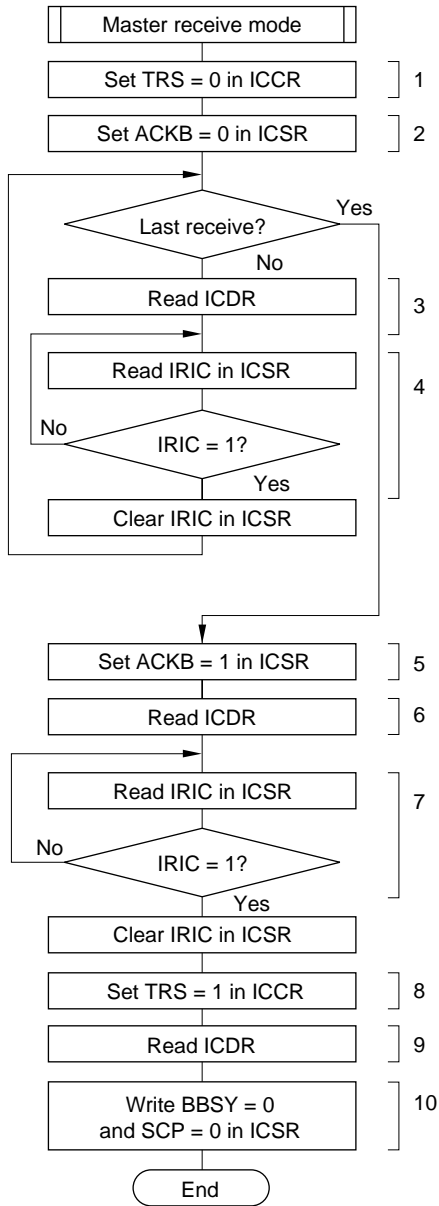 Master receive mode
Set TRS = 0 in ICCR
1
Set ACKB = 0 in ICSR
2
Last receive?
Yes
No
Read ICDR
3
Read IRIC in ICSR
4
No
IRIC = 1?
Yes
Clear IRIC in ICSR
Set ACKB = 1 in ICSR
5
Read ICDR
6
Read IRIC in ICSR
7
No
IRIC = 1?
Yes
Clear IRIC in ICSR
Set TRS = 1 in ICCR
8
Read ICDR
9
Write BBSY = 0
and SCP = 0 in ICSR
10
End